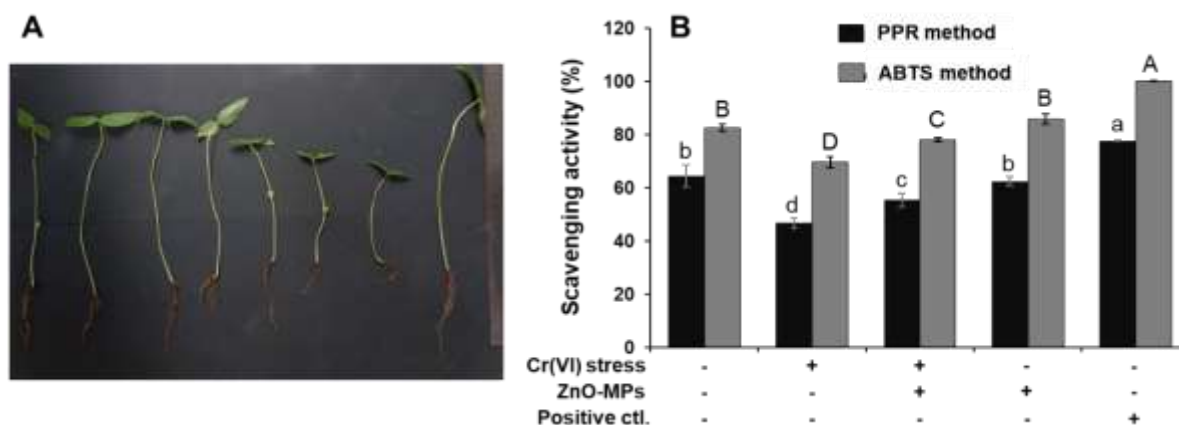 A
B
120
100
80
60
40
20
0
Scavenging activity (%)
PPR method
ABTS method
b
B
d
D
c
C
b
B
a
A
Cr(VI) stress - + + - -
ZnO-MPs - - + + -
Positive ctl. - - - - +